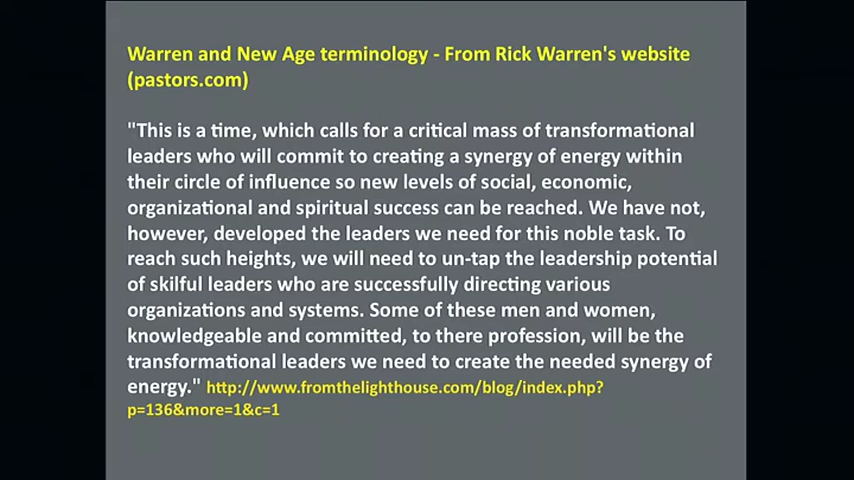 Warren and New Age terminology - From Rick Warren's website
(pastors.com)
"This is a time, which calls for a critical mass of transformational
leaders who will commit to creating a synergy of energy within
their circle of influence so new levels of social, economic,
organizational and spiritual success can be reached. We have not,
however, developed the leaders we need for this noble task. To
reach such heights, we will need to un-tap the leadership potential
of skilful leaders who are successfully directing various
organizations and systems. Some of these men and women,
knowledgeable and committed, to there profession, will be the
transformational leaders we need to create the needed synergy of
energy." http://www.fromthelighthouse.com/blog/index.php?
p=136&more=1&c=1